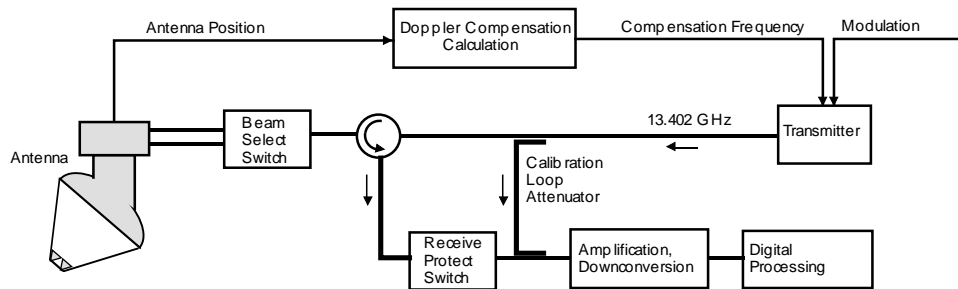 Antenna Position
Doppler Compensation
Calculation
Compensation Frequency
Modulation
Beam
Select
Switch
13.402 GHz
Transmitter
Antenna
Calibration
Loop
Attenuator
Receive
Protect
Switch
Amplification,
Downconversion
Digital
Processing